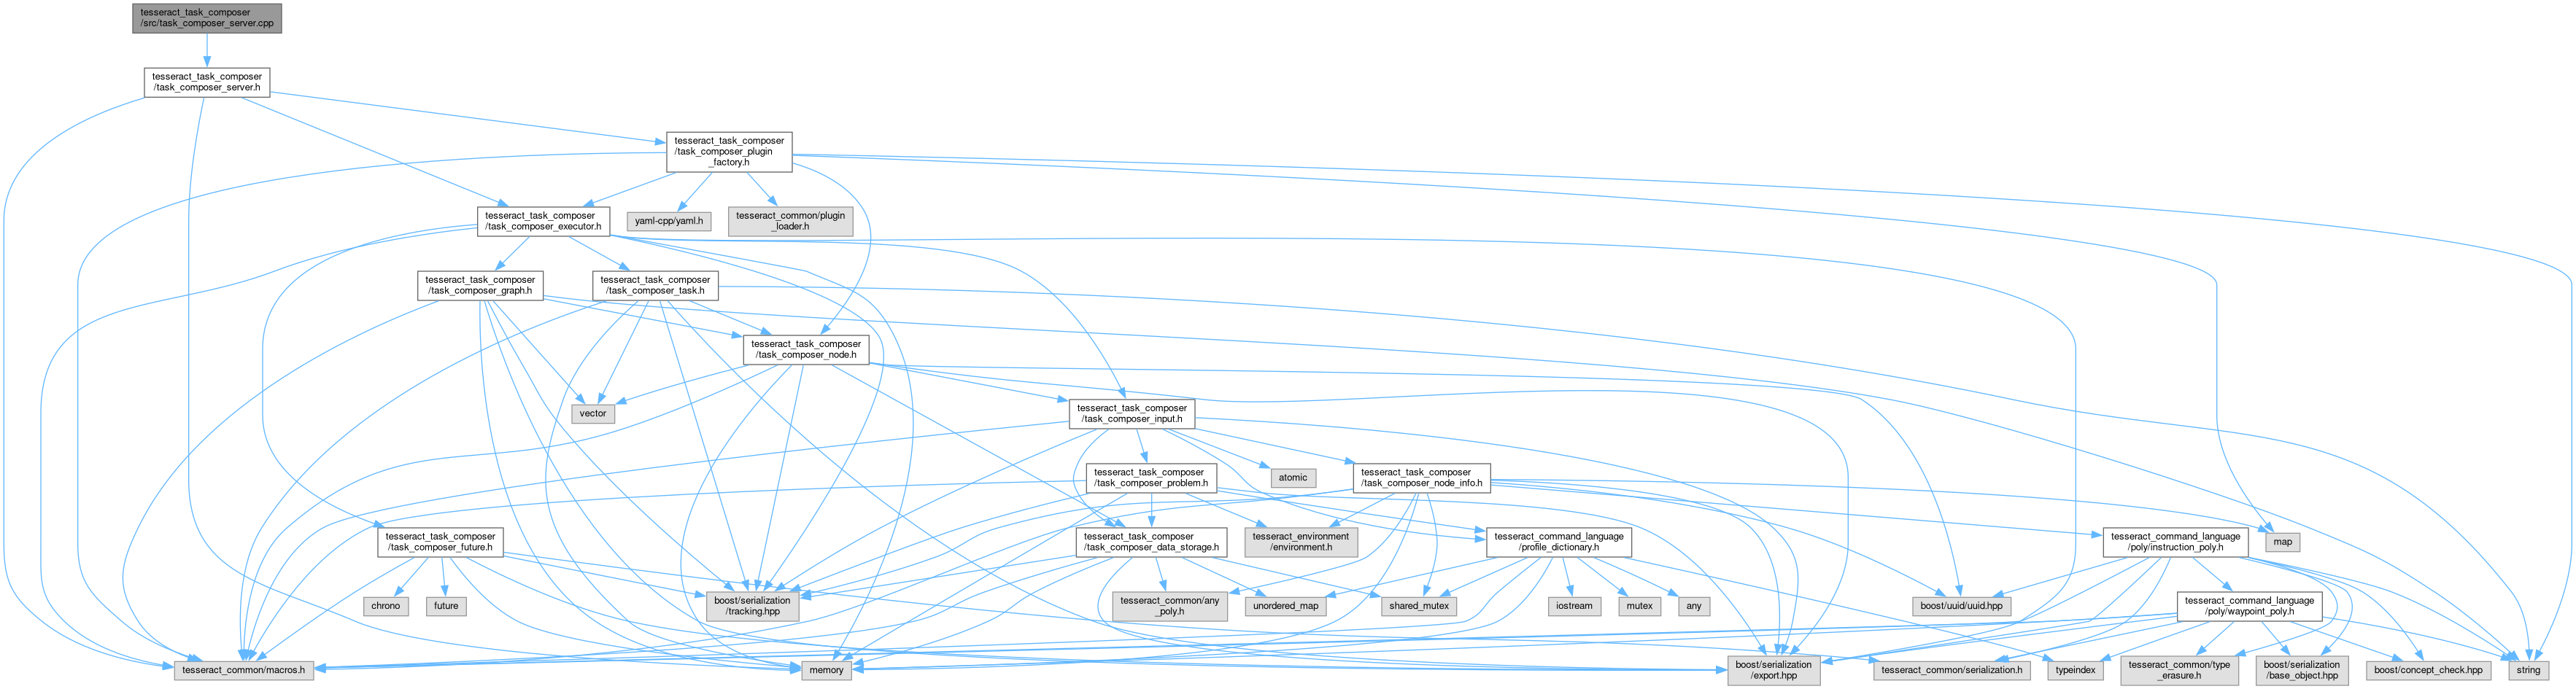 tesseract_task_composer
/src/task_composer_server.cpp
tesseract_task_composer
/task_composer_server.h
tesseract_task_composer
/task_composer_plugin
_factory.h
tesseract_task_composer
/task_composer_executor.h
yaml-cpp/yaml.h
tesseract_common/plugin
_loader.h
tesseract_task_composer
/task_composer_graph.h
tesseract_task_composer
/task_composer_task.h
tesseract_task_composer
/task_composer_node.h
vector
tesseract_task_composer
/task_composer_input.h
tesseract_task_composer
/task_composer_problem.h
atomic
tesseract_task_composer
/task_composer_node_info.h
tesseract_task_composer
/task_composer_future.h
tesseract_task_composer
/task_composer_data_storage.h
tesseract_environment
/environment.h
tesseract_command_language
/profile_dictionary.h
tesseract_command_language
/poly/instruction_poly.h
map
chrono
future
boost/serialization
/tracking.hpp
tesseract_common/any
_poly.h
unordered_map
shared_mutex
iostream
mutex
any
boost/uuid/uuid.hpp
tesseract_command_language
/poly/waypoint_poly.h
tesseract_common/macros.h
memory
boost/serialization
/export.hpp
tesseract_common/serialization.h
typeindex
tesseract_common/type
_erasure.h
boost/serialization
/base_object.hpp
boost/concept_check.hpp
string